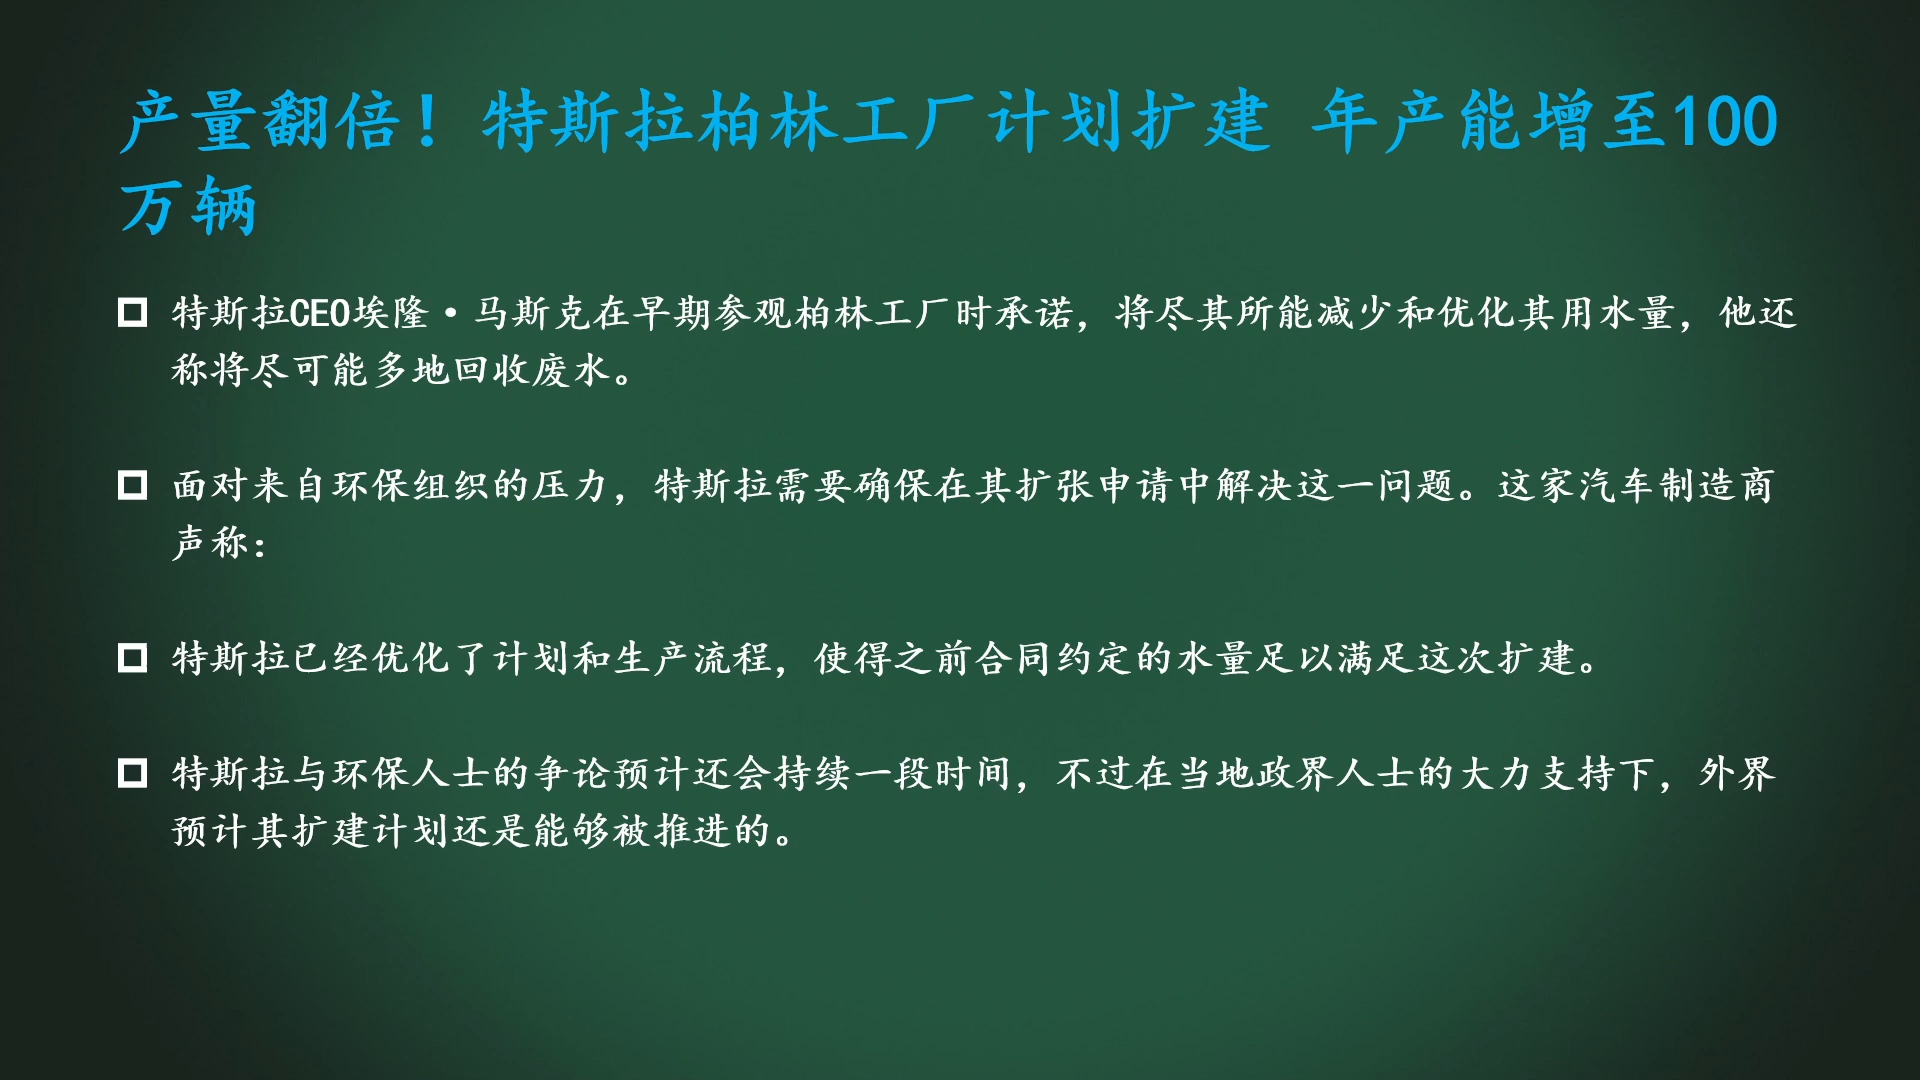 产量翻倍！特斯拉柏林工厂计划扩建 年产能增至100
万辆
特斯拉CEO埃隆·马斯克在早期参观柏林工厂时承诺，将尽其所能减少和优化其用水量，他还
称将尽可能多地回收废水。
面对来自环保组织的压力，特斯拉需要确保在其扩张申请中解决这一问题。这家汽车制造商
声称：
特斯拉已经优化了计划和生产流程，使得之前合同约定的水量足以满足这次扩建。
特斯拉与环保人士的争论预计还会持续一段时间，不过在当地政界人士的大力支持下，外界
预计其扩建计划还是能够被推进的。